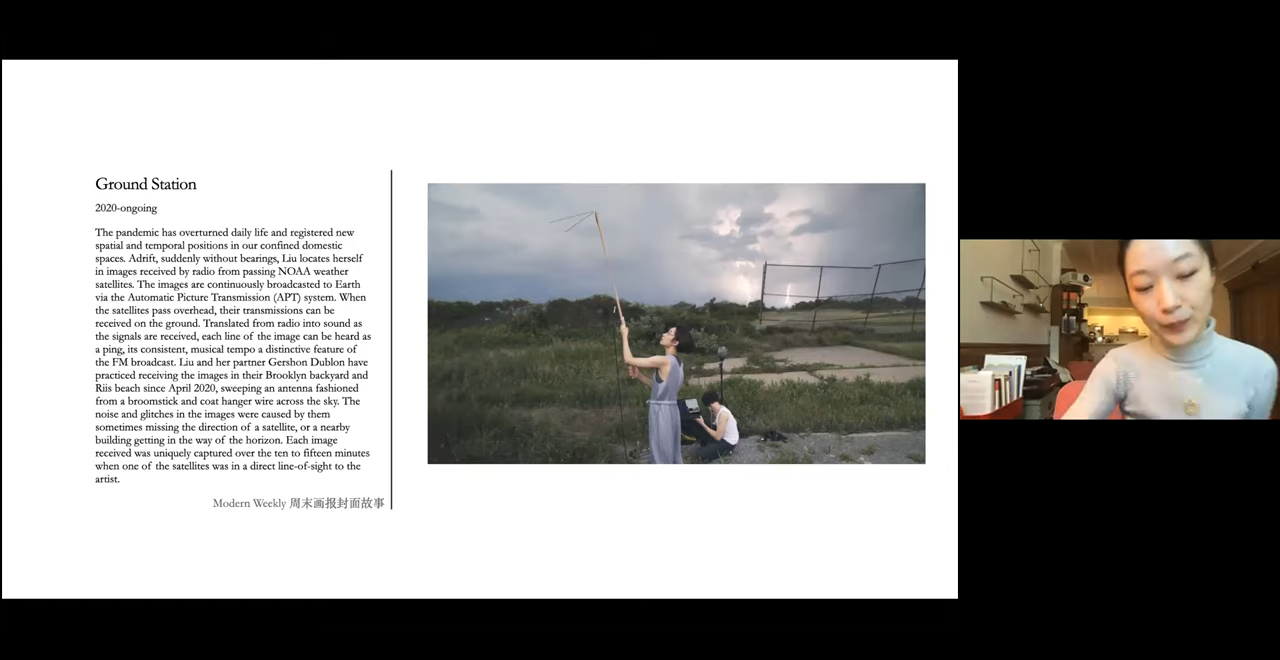 Ground Station
2020-ongoing
The pandemic has overturned daily life and registered new
spatial and temporal positions in our confined domestic
spaces. Adrift, suddenly without bearings, Liu locates herself
in images received by radio from passing NOAA weather
satellites. The images are continuously broadcasted to Earth
via the Automatic Picture Transmission (APT) system. When
the satellites pass overhead, their transmissions can be
received on the ground. Translated from radio into sound as
the signals are received, each line of the image can be heard as
a ping, its consistent, musical tempo a distinctive feature of
the FM broadcast. Liu and her partner Gershon Dublon have
practiced receiving the images in their Brooklyn backyard and
Riis beach since April 2020, sweeping an antenna fashioned
from a broomstick and coat hanger wire across the sky. The
noise and glitches in the images were caused by them
sometimes missing the direction of a satellite, or a nearby
building getting in the way of the horizon. Each image
received was uniquely captured over the ten to fifteen minutes
when one of the satellites was in a direct line-of-sight to the
artist.
Modern Weekly 周末画报封面故事